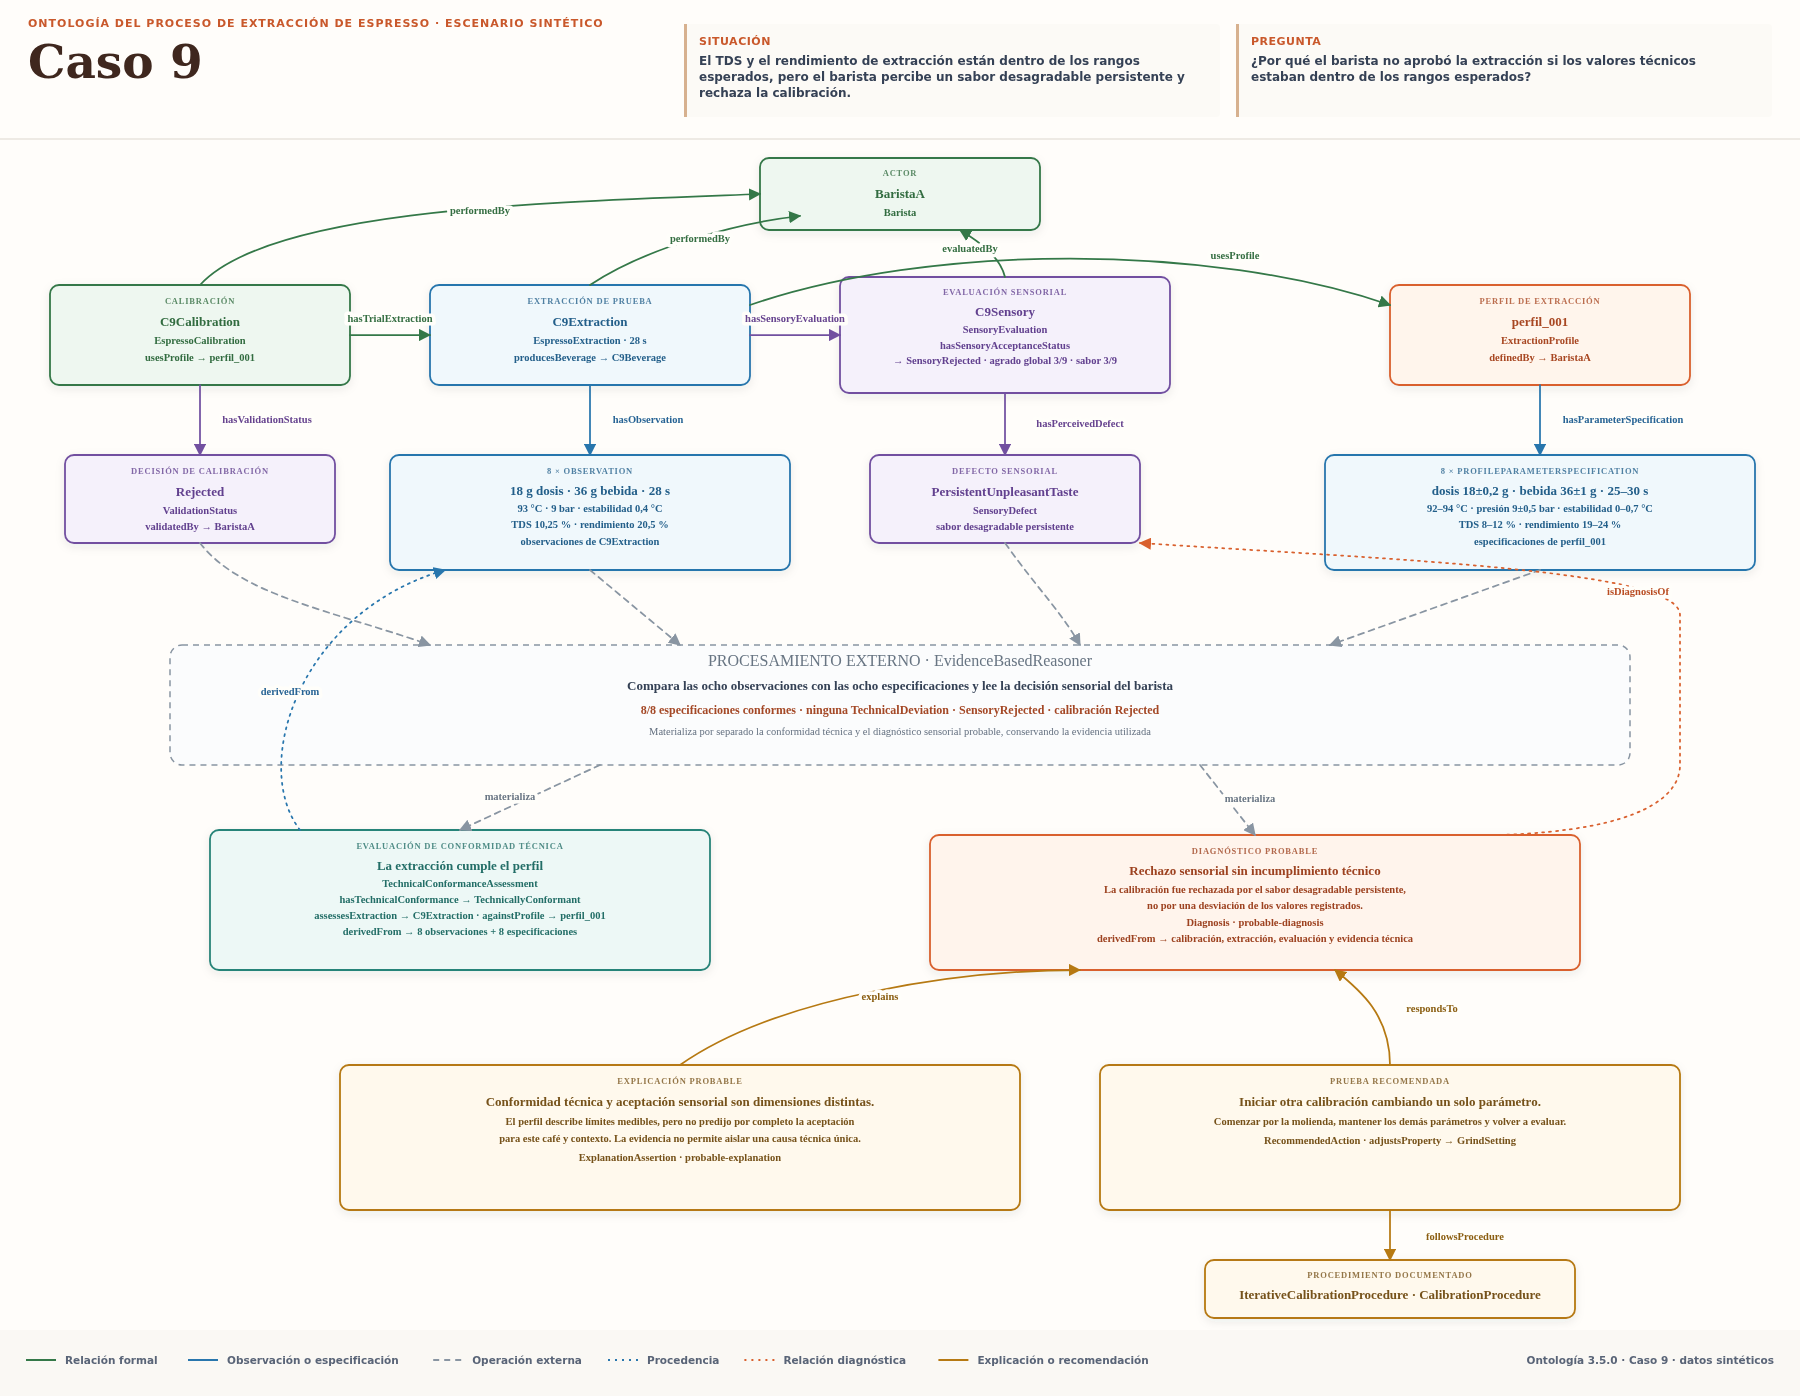 ONTOLOGÍA DEL PROCESO DE EXTRACCIÓN DE ESPRESSO · ESCENARIO SINTÉTICO
Caso 9
SITUACIÓN
El TDS y el rendimiento de extracción están dentro de los rangos
esperados, pero el barista percibe un sabor desagradable persistente y
rechaza la calibración.
PREGUNTA
¿Por qué el barista no aprobó la extracción si los valores técnicos
estaban dentro de los rangos esperados?
ACTOR
BaristaA
Barista
performedBy
performedBy
evaluatedBy
usesProfile
CALIBRACIÓN
C9Calibration
EspressoCalibration
usesProfile → perfil_001
hasTrialExtraction
EXTRACCIÓN DE PRUEBA
C9Extraction
EspressoExtraction · 28 s
producesBeverage → C9Beverage
hasSensoryEvaluation
EVALUACIÓN SENSORIAL
C9Sensory
SensoryEvaluation
hasSensoryAcceptanceStatus
→ SensoryRejected · agrado global 3/9 · sabor 3/9
PERFIL DE EXTRACCIÓN
perfil_001
ExtractionProfile
definedBy → BaristaA
hasValidationStatus
hasObservation
hasPerceivedDefect
hasParameterSpecification
DECISIÓN DE CALIBRACIÓN
Rejected
ValidationStatus
validatedBy → BaristaA
8 × OBSERVATION
18 g dosis · 36 g bebida · 28 s
93 °C · 9 bar · estabilidad 0,4 °C
TDS 10,25 % · rendimiento 20,5 %
observaciones de C9Extraction
DEFECTO SENSORIAL
PersistentUnpleasantTaste
SensoryDefect
sabor desagradable persistente
8 × PROFILEPARAMETERSPECIFICATION
dosis 18±0,2 g · bebida 36±1 g · 25–30 s
92–94 °C · presión 9±0,5 bar · estabilidad 0–0,7 °C
TDS 8–12 % · rendimiento 19–24 %
especificaciones de perfil_001
isDiagnosisOf
PROCESAMIENTO EXTERNO · EvidenceBasedReasoner
Compara las ocho observaciones con las ocho especificaciones y lee la decisión sensorial del barista
8/8 especificaciones conformes · ninguna TechnicalDeviation · SensoryRejected · calibración Rejected
Materializa por separado la conformidad técnica y el diagnóstico sensorial probable, conservando la evidencia utilizada
derivedFrom
materializa
materializa
EVALUACIÓN DE CONFORMIDAD TÉCNICA
La extracción cumple el perfil
TechnicalConformanceAssessment
hasTechnicalConformance → TechnicallyConformant
assessesExtraction → C9Extraction · againstProfile → perfil_001
derivedFrom → 8 observaciones + 8 especificaciones
DIAGNÓSTICO PROBABLE
Rechazo sensorial sin incumplimiento técnico
La calibración fue rechazada por el sabor desagradable persistente,
no por una desviación de los valores registrados.
Diagnosis · probable-diagnosis
derivedFrom → calibración, extracción, evaluación y evidencia técnica
explains
respondsTo
EXPLICACIÓN PROBABLE
Conformidad técnica y aceptación sensorial son dimensiones distintas.
El perfil describe límites medibles, pero no predijo por completo la aceptación
para este café y contexto. La evidencia no permite aislar una causa técnica única.
ExplanationAssertion · probable-explanation
PRUEBA RECOMENDADA
Iniciar otra calibración cambiando un solo parámetro.
Comenzar por la molienda, mantener los demás parámetros y volver a evaluar.
RecommendedAction · adjustsProperty → GrindSetting
followsProcedure
PROCEDIMIENTO DOCUMENTADO
IterativeCalibrationProcedure · CalibrationProcedure
Relación formal
Observación o especificación
Operación externa
Procedencia
Relación diagnóstica
Explicación o recomendación
Ontología 3.5.0 · Caso 9 · datos sintéticos